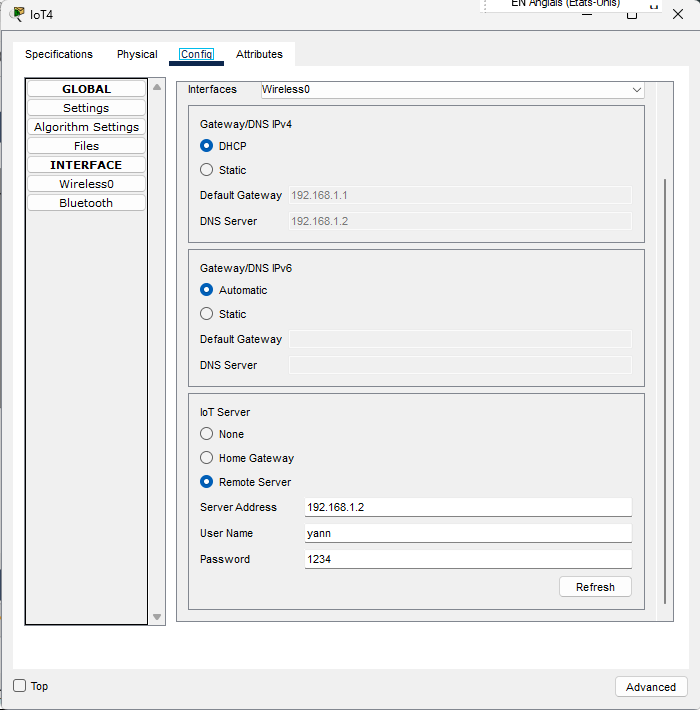 EN Anglais (États-Unis)
IoT4
Specifications Physical Config Attributes
GLOBAL
Settings
Algorithm Settings
Files
INTERFACE
Wireless0
Bluetooth
Interfaces Wireless0
Gateway/DNS IPv4
DHCP
Static
Default Gateway 192.168.1.1
DNS Server 192.168.1.2
Gateway/DNS IPv6
Automatic
Static
Default Gateway
DNS Server
IoT Server
None
Home Gateway
Remote Server
Server Address 192.168.1.2
User Name yann
Password 1234
Refresh
Top
Advanced